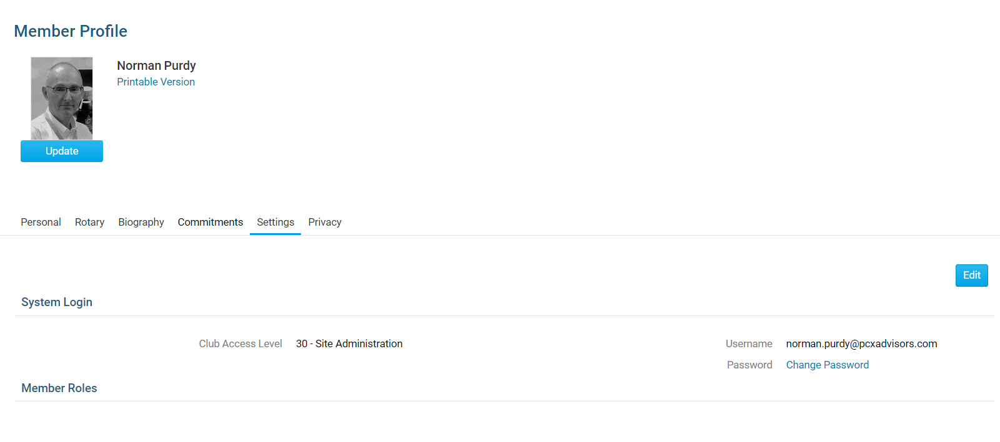 Member Profile
Norman Purdy
Printable Version
Update
Personal Rotary Biography Commitments Settings Privacy
Edit
System Login
Club Access Level 30 - Site Administration Username norman.purdy@pcxadvisors.com
Password Change Password
Member Roles